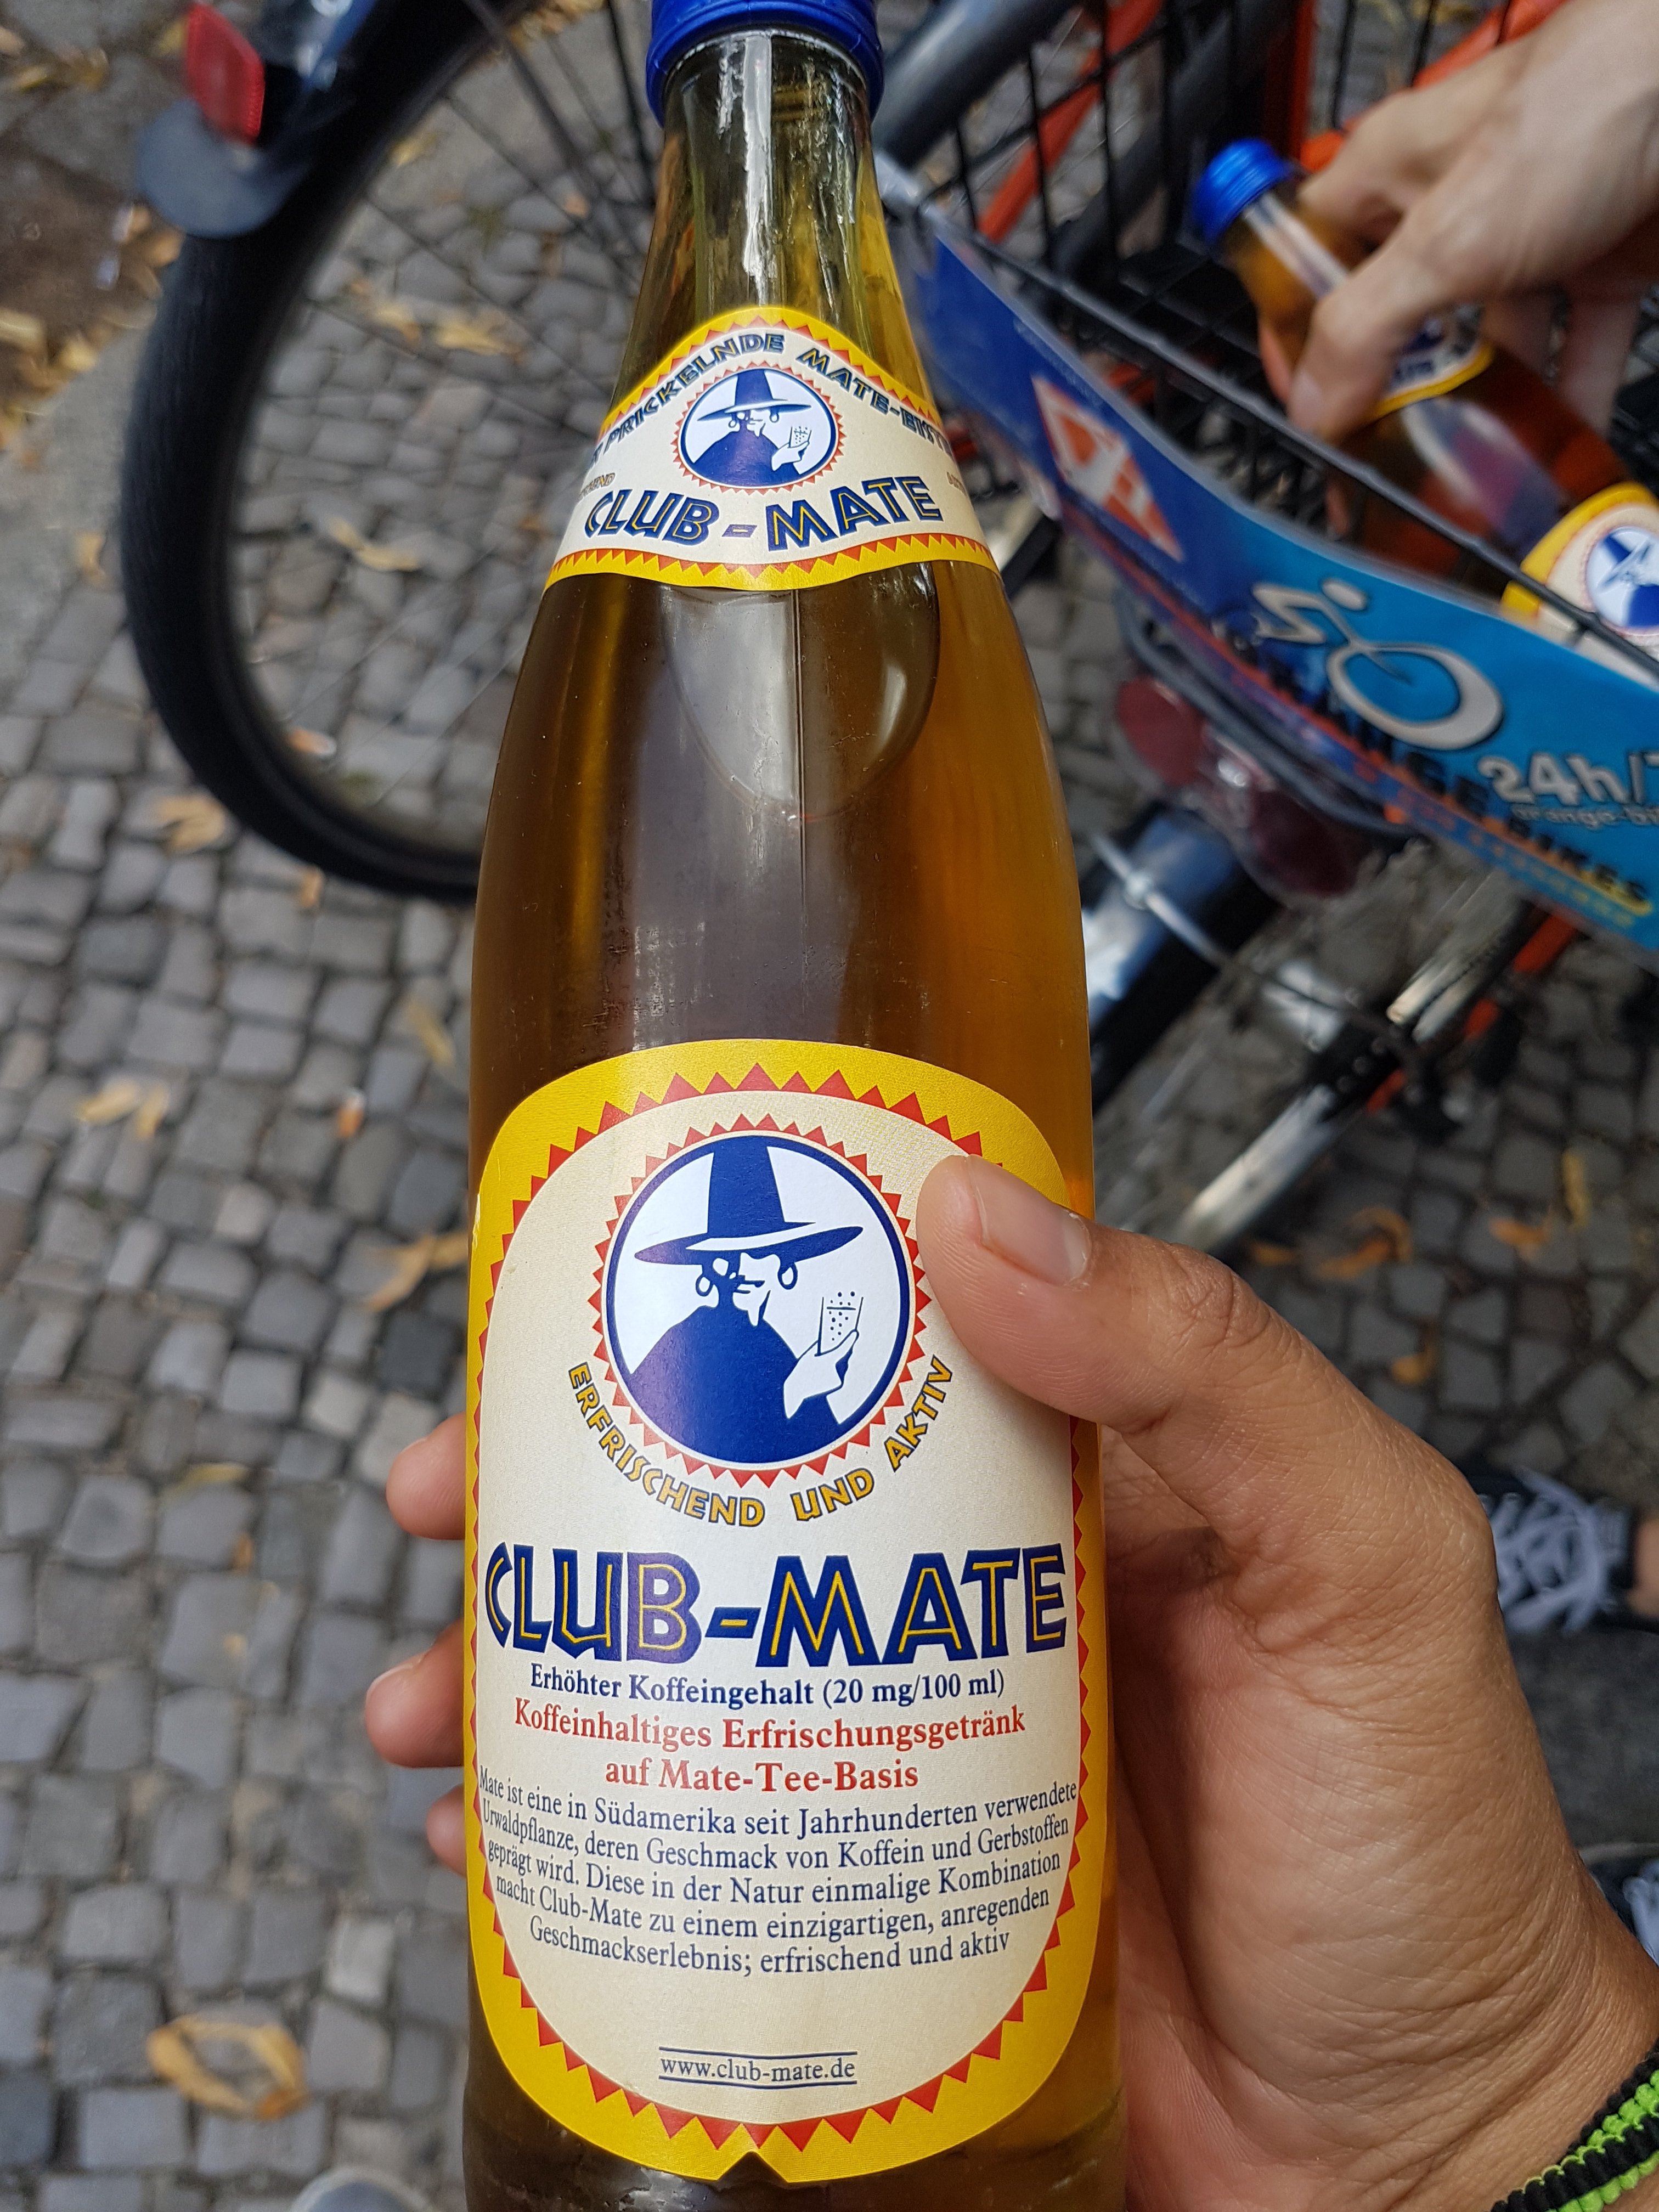 PRICKELNDE MATE-
CLUB-MATE
ERFRISCHEND UND AKTIV
CLUB-MATE
Erhöhter Koffeingehalt (20 mg/100 ml)
Koffeinhaltiges Erfrischungsgetränk
auf Mate-Tee-Basis
Mate ist eine in Südamerika seit Jahrhunderten verwendete
Urwaldpflanze, deren Geschmack von Koffein und Gerbstoffen
geprägt wird. Diese in der Natur einmalige Kombination
macht Club-Mate zu einem einzigartigen, anregenden
Geschmackserlebnis; erfrischend und aktiv
www.club-mate.de
24h/